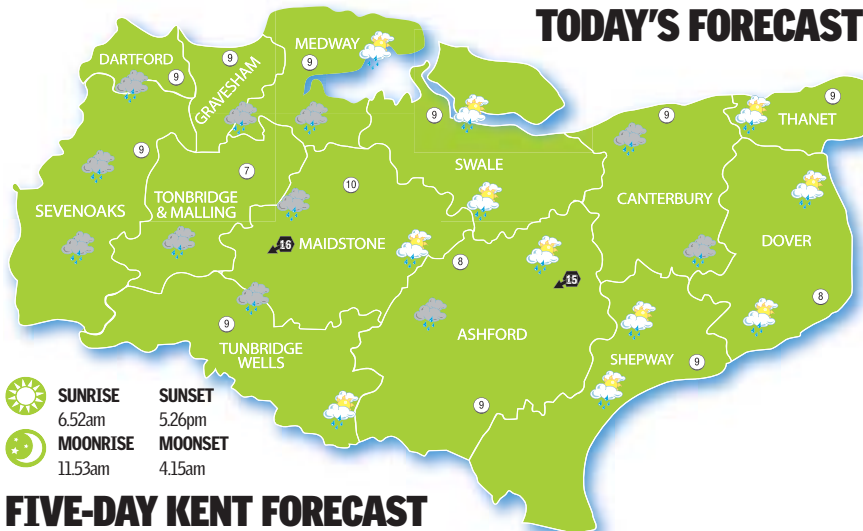 TODAY'S FORECAST
MEDWAY
DARTFORD
9
9
9
9
GRAVESHAM
9
9
9
THANET
9
7
10
SWALE
TONBRIDGE
& MALLING
SEVENOAKS
CANTERBURY
16
MAIDSTONE
DOVER
8
15
8
9
ASHFORD
TUNBRIDGE
WELLS
SHEPWAY
9
9
SUNRISE SUNSET
6.52am 5.26pm
MOONRISE MOONSET
11.53am 4.15am
FIVE-DAY KENT FORECAST